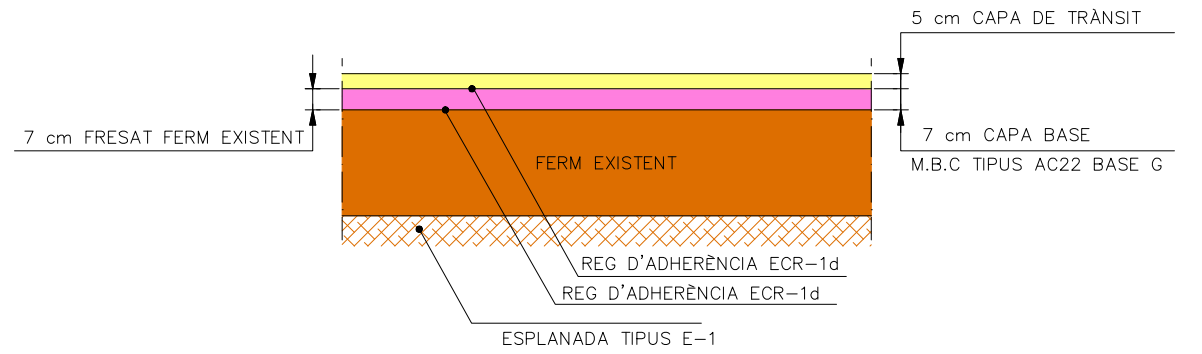 5 cm CAPA DE TRÀNSIT
7 cm FRESAT FERM EXISTENT
7 cm CAPA BASE
M.B.C TIPUS AC22 BASE G
FERM EXISTENT
REG D'ADHERÈNCIA ECR-1d
REG D'ADHERÈNCIA ECR-1d
ESPLANADA TIPUS E-1